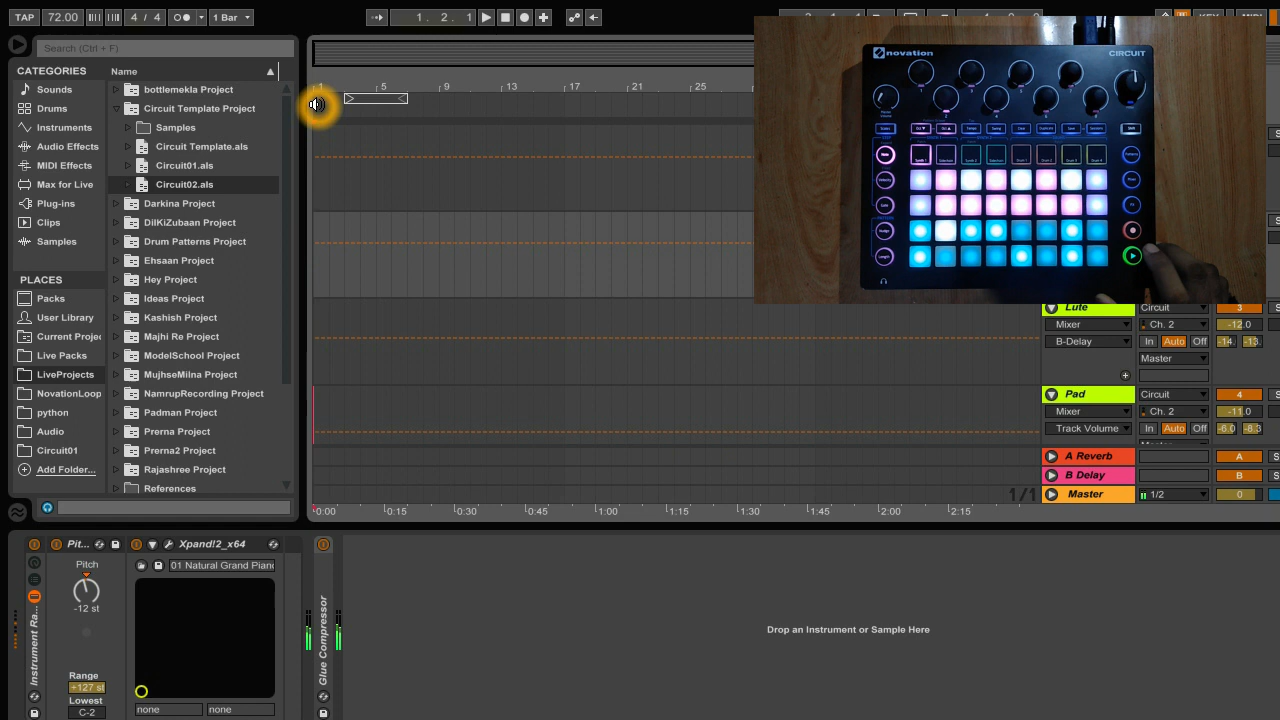 TAP 72.00 4 / 4 1 Bar 1. 2. 1
Search (Ctrl + F)
CATEGORIES
Sounds
Drums
Instruments
Audio Effects
MIDI Effects
Max for Live
Plug-ins
Clips
Samples
PLACES
Packs
User Library
Current Projec
Live Packs
LiveProjects
NovationLoop
python
Audio
Circuit01
Add Folder...
Name
bottlemekla Project
Circuit Template Project
Samples
Circuit Template.als
Circuit01.als
Circuit02.als
Darkina Project
DilKiZubaan Project
Drum Patterns Project
Ehsaan Project
Hey Project
Ideas Project
Kashish Project
Majhi Re Project
ModelSchool Project
MujhseMilna Project
NamrupRecording Project
Padman Project
Prerna Project
Prerna2 Project
Rajashree Project
References
1 5 9 13 17 21 25
novation CIRCUIT
Lute Circuit 3
Mixer Ch. 2 -12.0
B-Delay In Auto Off -14. -13.
Master
Pad Circuit 4
Mixer Ch. 2 -11.0
Track Volume In Auto Off -6.0 -8.3
A Reverb A
B Delay B
1/1 Master 1/2 0
0:00 0:15 0:30 0:45 1:00 1:15 1:30 1:45 2:00 2:15
Pit... Xpand!2_x64
Pitch
-12 st
Range
+127 st
Lowest
C-2
01 Natural Grand Piano
none none
Instrument Ra...
Glue Compressor
Drop an Instrument or Sample Here